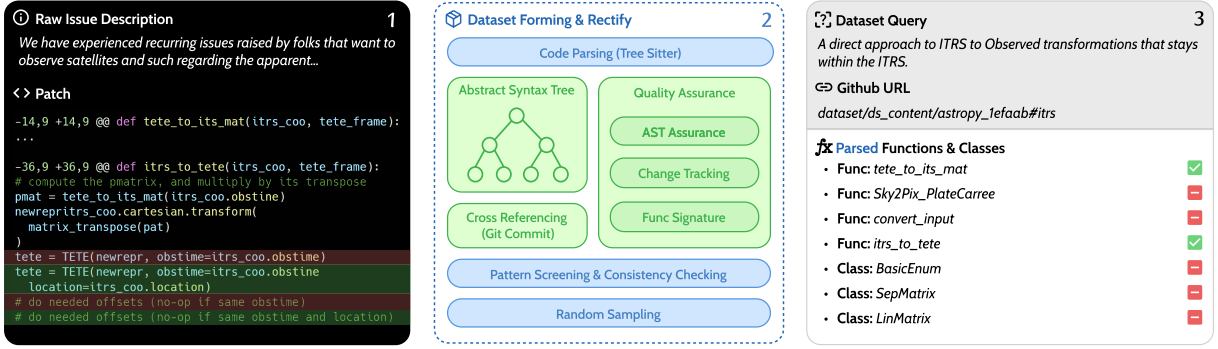 Raw Issue Description
1
We have experienced recurring issues raised by folks that want to
observe satellites and such regarding the apparent...
<> Patch
-14,9 +14,9 @@ def tete_to_its_mat(itrs_coo, tete_frame):
...
-36,9 +36,9 @@ def itrs_to_tete(itrs_coo, tete_frame):
# compute the pmatrix, and multiply by its transpose
pmat = tete_to_its_mat(itrs_coo.obstine)
newrepritrs_coo.cartesian.transform(
matrix_transpose(pat)
)
tete = TETE(newrepr, obstime=itrs_coo.obstime)
tete = TETE(newrepr, obstime=itrs_coo.obstine
location=itrs_coo.location)
# do needed offsets (no-op if same obstime)
# do needed offsets (no-op if same obstime and location)
Dataset Forming & Rectify
2
Code Parsing (Tree Sitter)
Abstract Syntax Tree
Cross Referencing
(Git Commit)
Quality Assurance
AST Assurance
Change Tracking
Func Signature
Pattern Screening & Consistency Checking
Random Sampling
Dataset Query
3
A direct approach to ITRS to Observed transformations that stays
within the ITRS.
Github URL
dataset/ds_content/astropy_1efaab#itrs
fx Parsed Functions & Classes
• Func: tete_to_its_mat
• Func: Sky2Pix_PlateCarree
• Func: convert_input
• Func: itrs_to_tete
• Class: BasicEnum
• Class: SepMatrix
• Class: LinMatrix